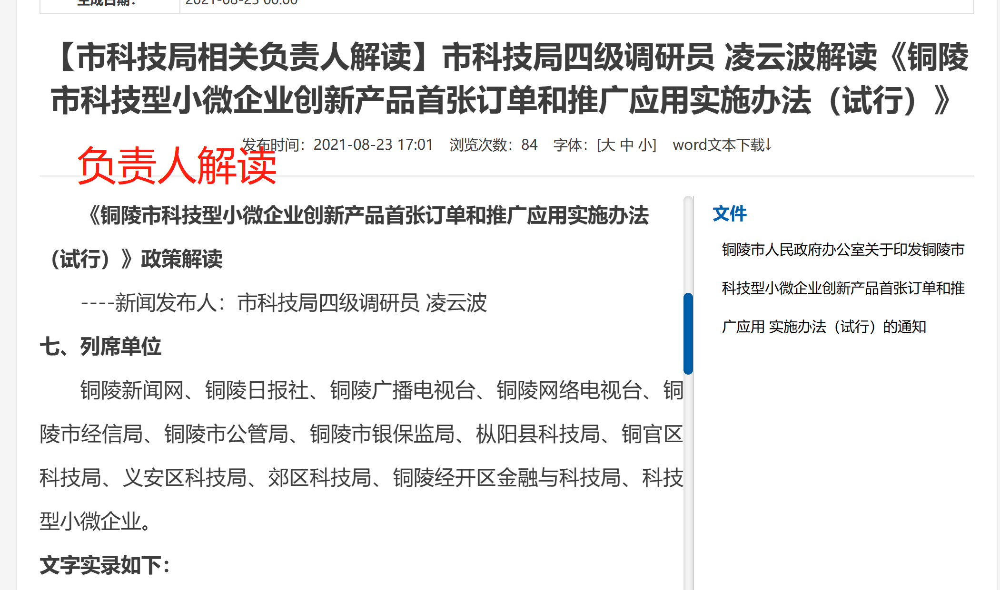 生成日期：
2021-08-23 00:00
【市科技局相关负责人解读】市科技局四级调研员 凌云波解读《铜陵
市科技型小微企业创新产品首张订单和推广应用实施办法（试行）》
发布时间：2021-08-23 17:01 浏览次数：84 字体：[大 中 小] word文本下载↓
负责人解读
《铜陵市科技型小微企业创新产品首张订单和推广应用实施办法
（试行）》政策解读
----新闻发布人：市科技局四级调研员 凌云波
七、列席单位
铜陵新闻网、铜陵日报社、铜陵广播电视台、铜陵网络电视台、铜
陵市经信局、铜陵市公管局、铜陵市银保监局、枞阳县科技局、铜官区
科技局、义安区科技局、郊区科技局、铜陵经开区金融与科技局、科技
型小微企业。
文字实录如下：
文件
铜陵市人民政府办公室关于印发铜陵市
科技型小微企业创新产品首张订单和推
广应用 实施办法（试行）的通知